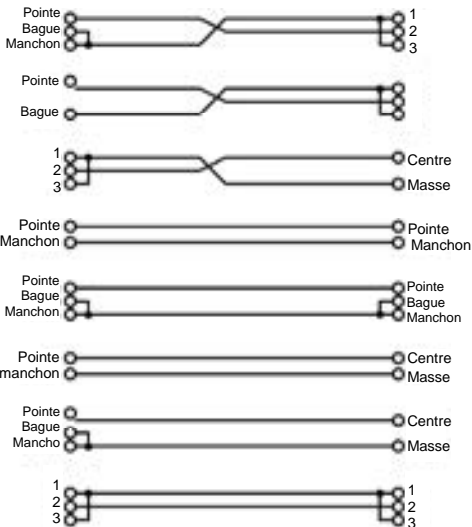 Pointe 1
Bague 2
Manchon 3
Pointe
Bague
1 Centre
2
3 Masse
Pointe Pointe
Manchon Manchon
Pointe Pointe
Bague Bague
Manchon Manchon
Pointe Centre
manchon Masse
Pointe Centre
Bague
Mancho Masse
1 1
2 2
3 3